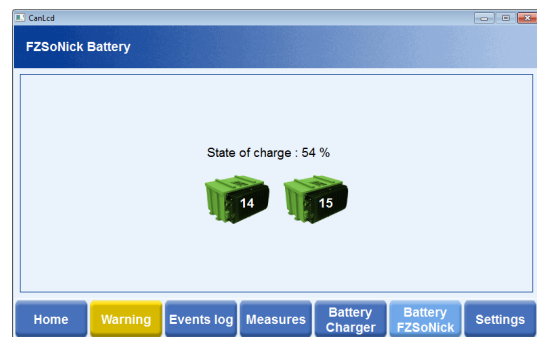 CanLcd
FZSoNick Battery
State of charge : 54 %
14 15
Home Warning Events log Measures Battery Charger Battery FZSoNick Settings